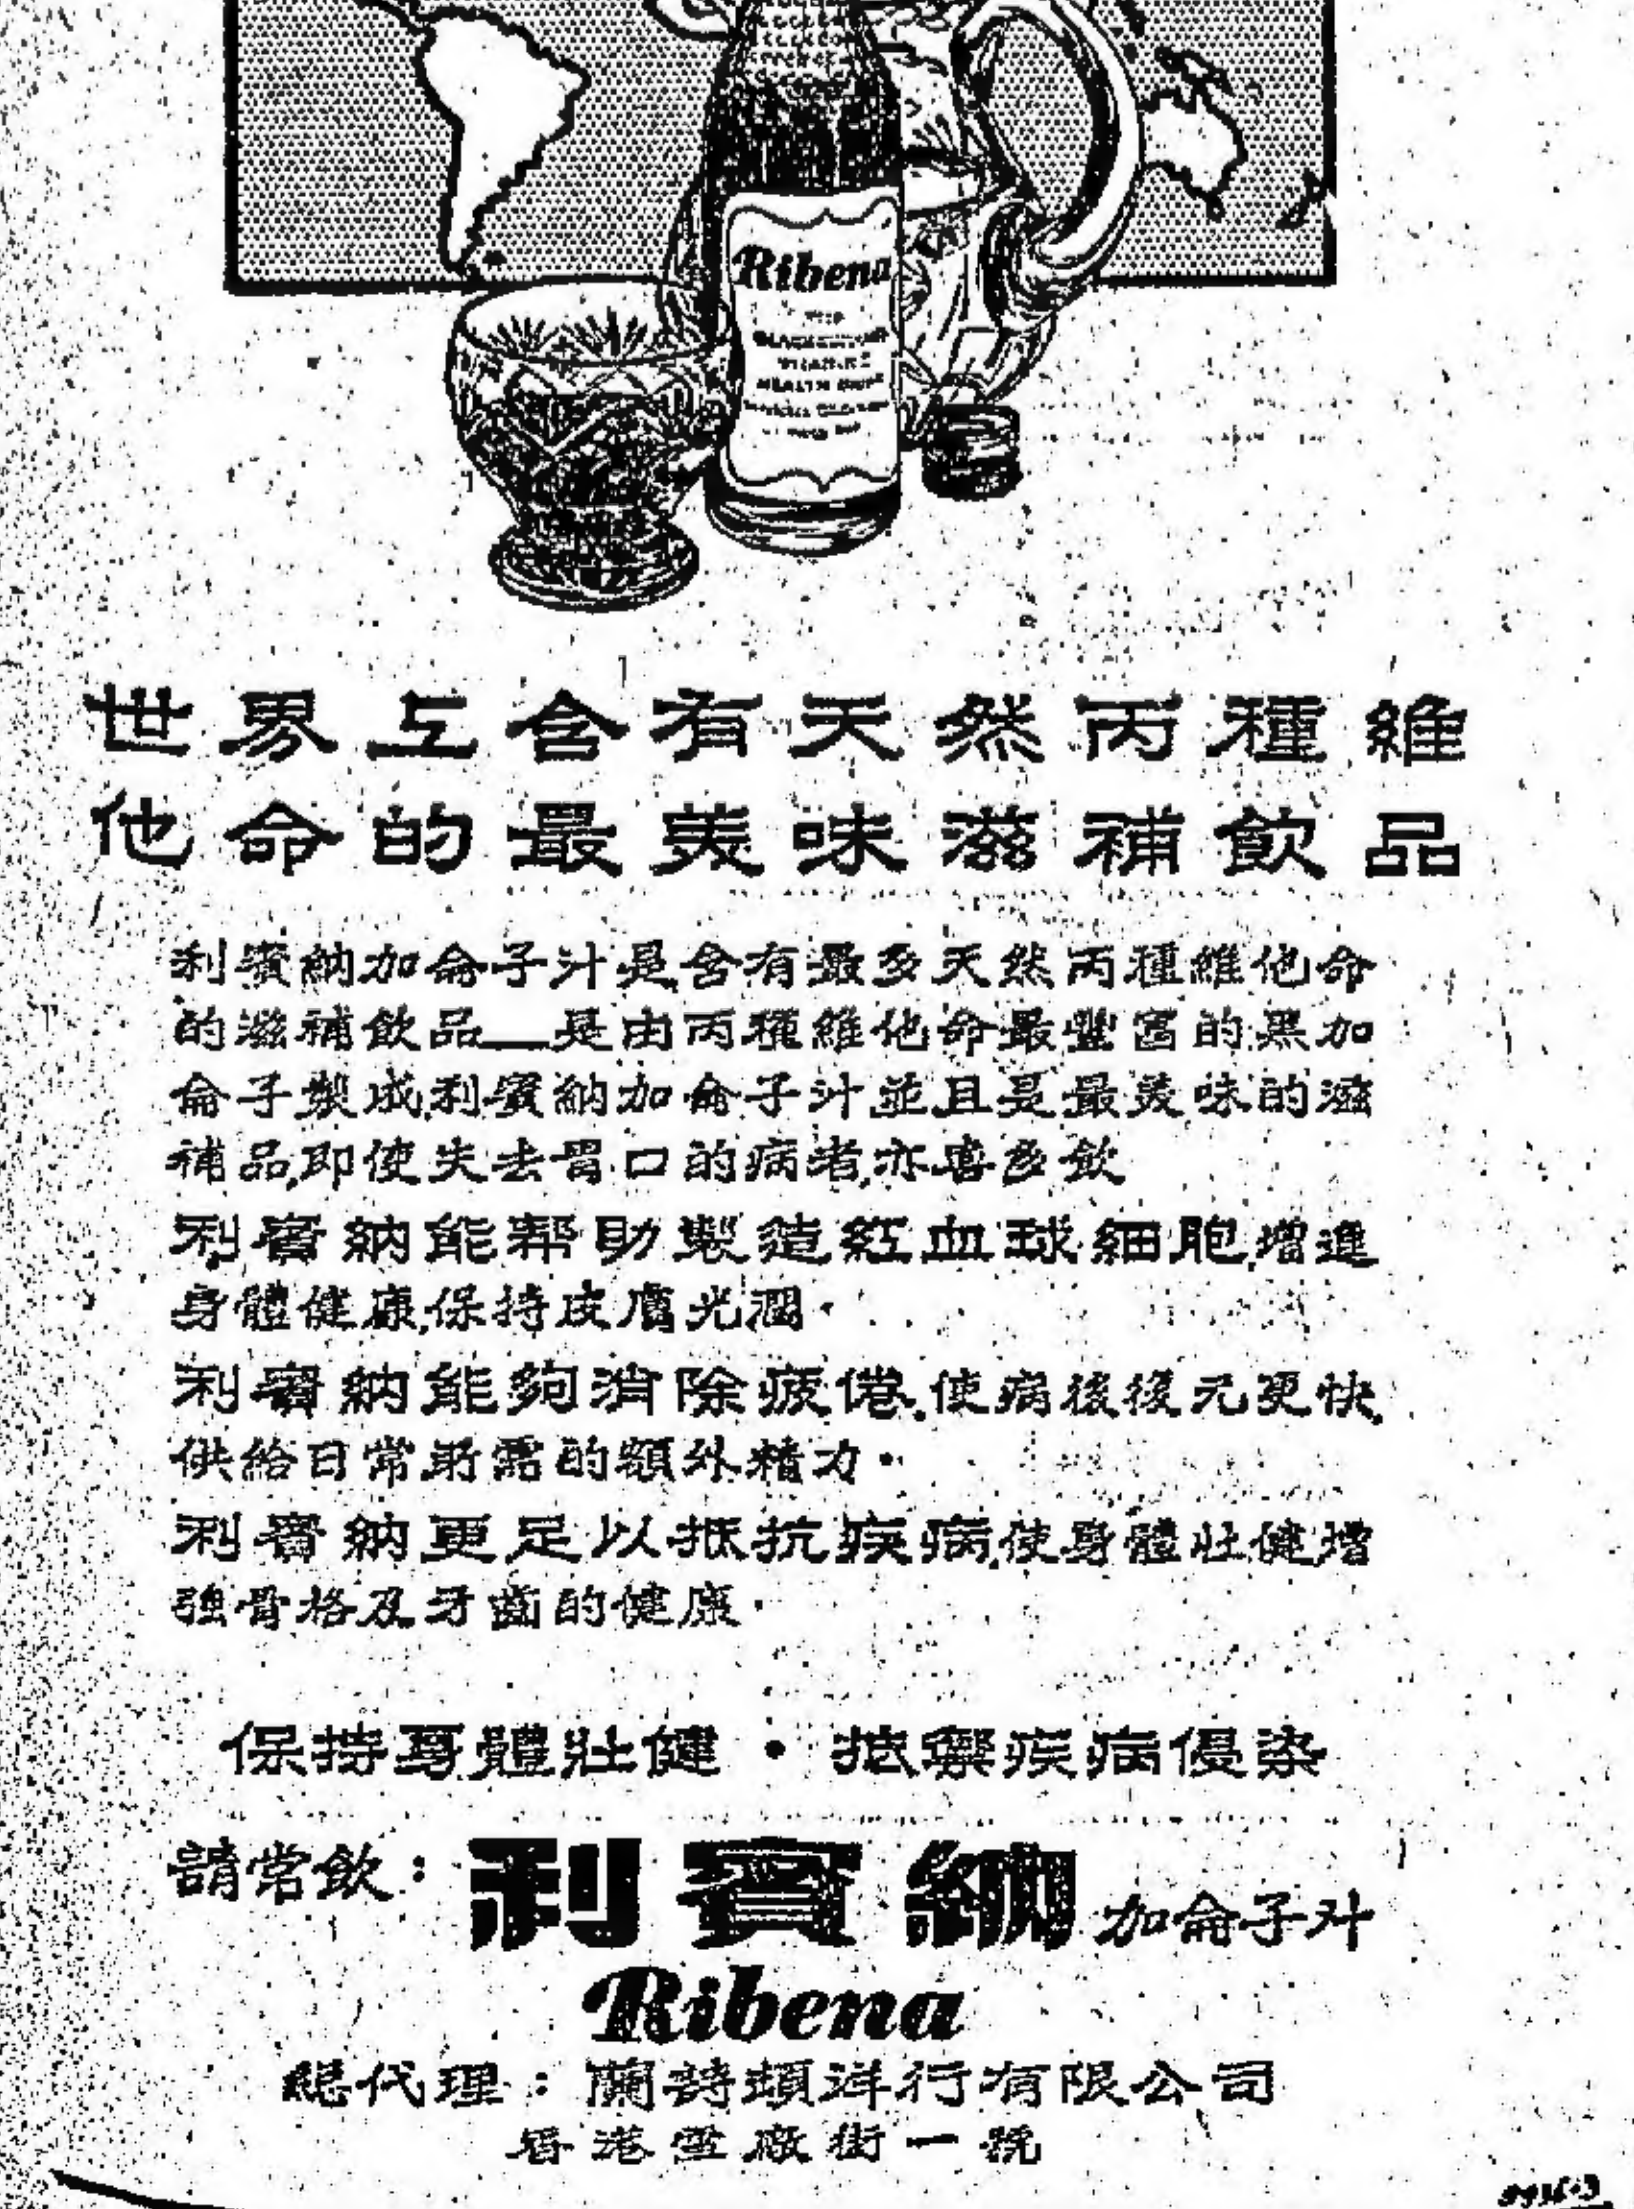 Ribena
THE
BLACKCURRANT
VITAMIN C
HEALTH DRINK
世界上含有天然丙種維
他命的最美味滋補飲品
利賓納加侖子汁是含有最多天然丙種維他命
的滋補飲品——是由丙種維他命最豐富的黑加
侖子製成,利賓納加侖子汁並且是最美味的滋
補品,即使失去胃口的病者,亦喜多飲
利賓納能幇助製造紅血球細胞,增進
身體健康,保持皮膚光潤·
利賓納能夠消除疲倦,使病後復元更快,
供給日常所需的額外精力·
利賓納更足以抵抗疾病,使身體壯健增
強骨格及牙齒的健康·
保持身體壯健·抵禦疾病侵染
請常飲:利賓納加侖子汁
Ribena
總代理:蘭詩頓洋行有限公司
香港雪廠街一號